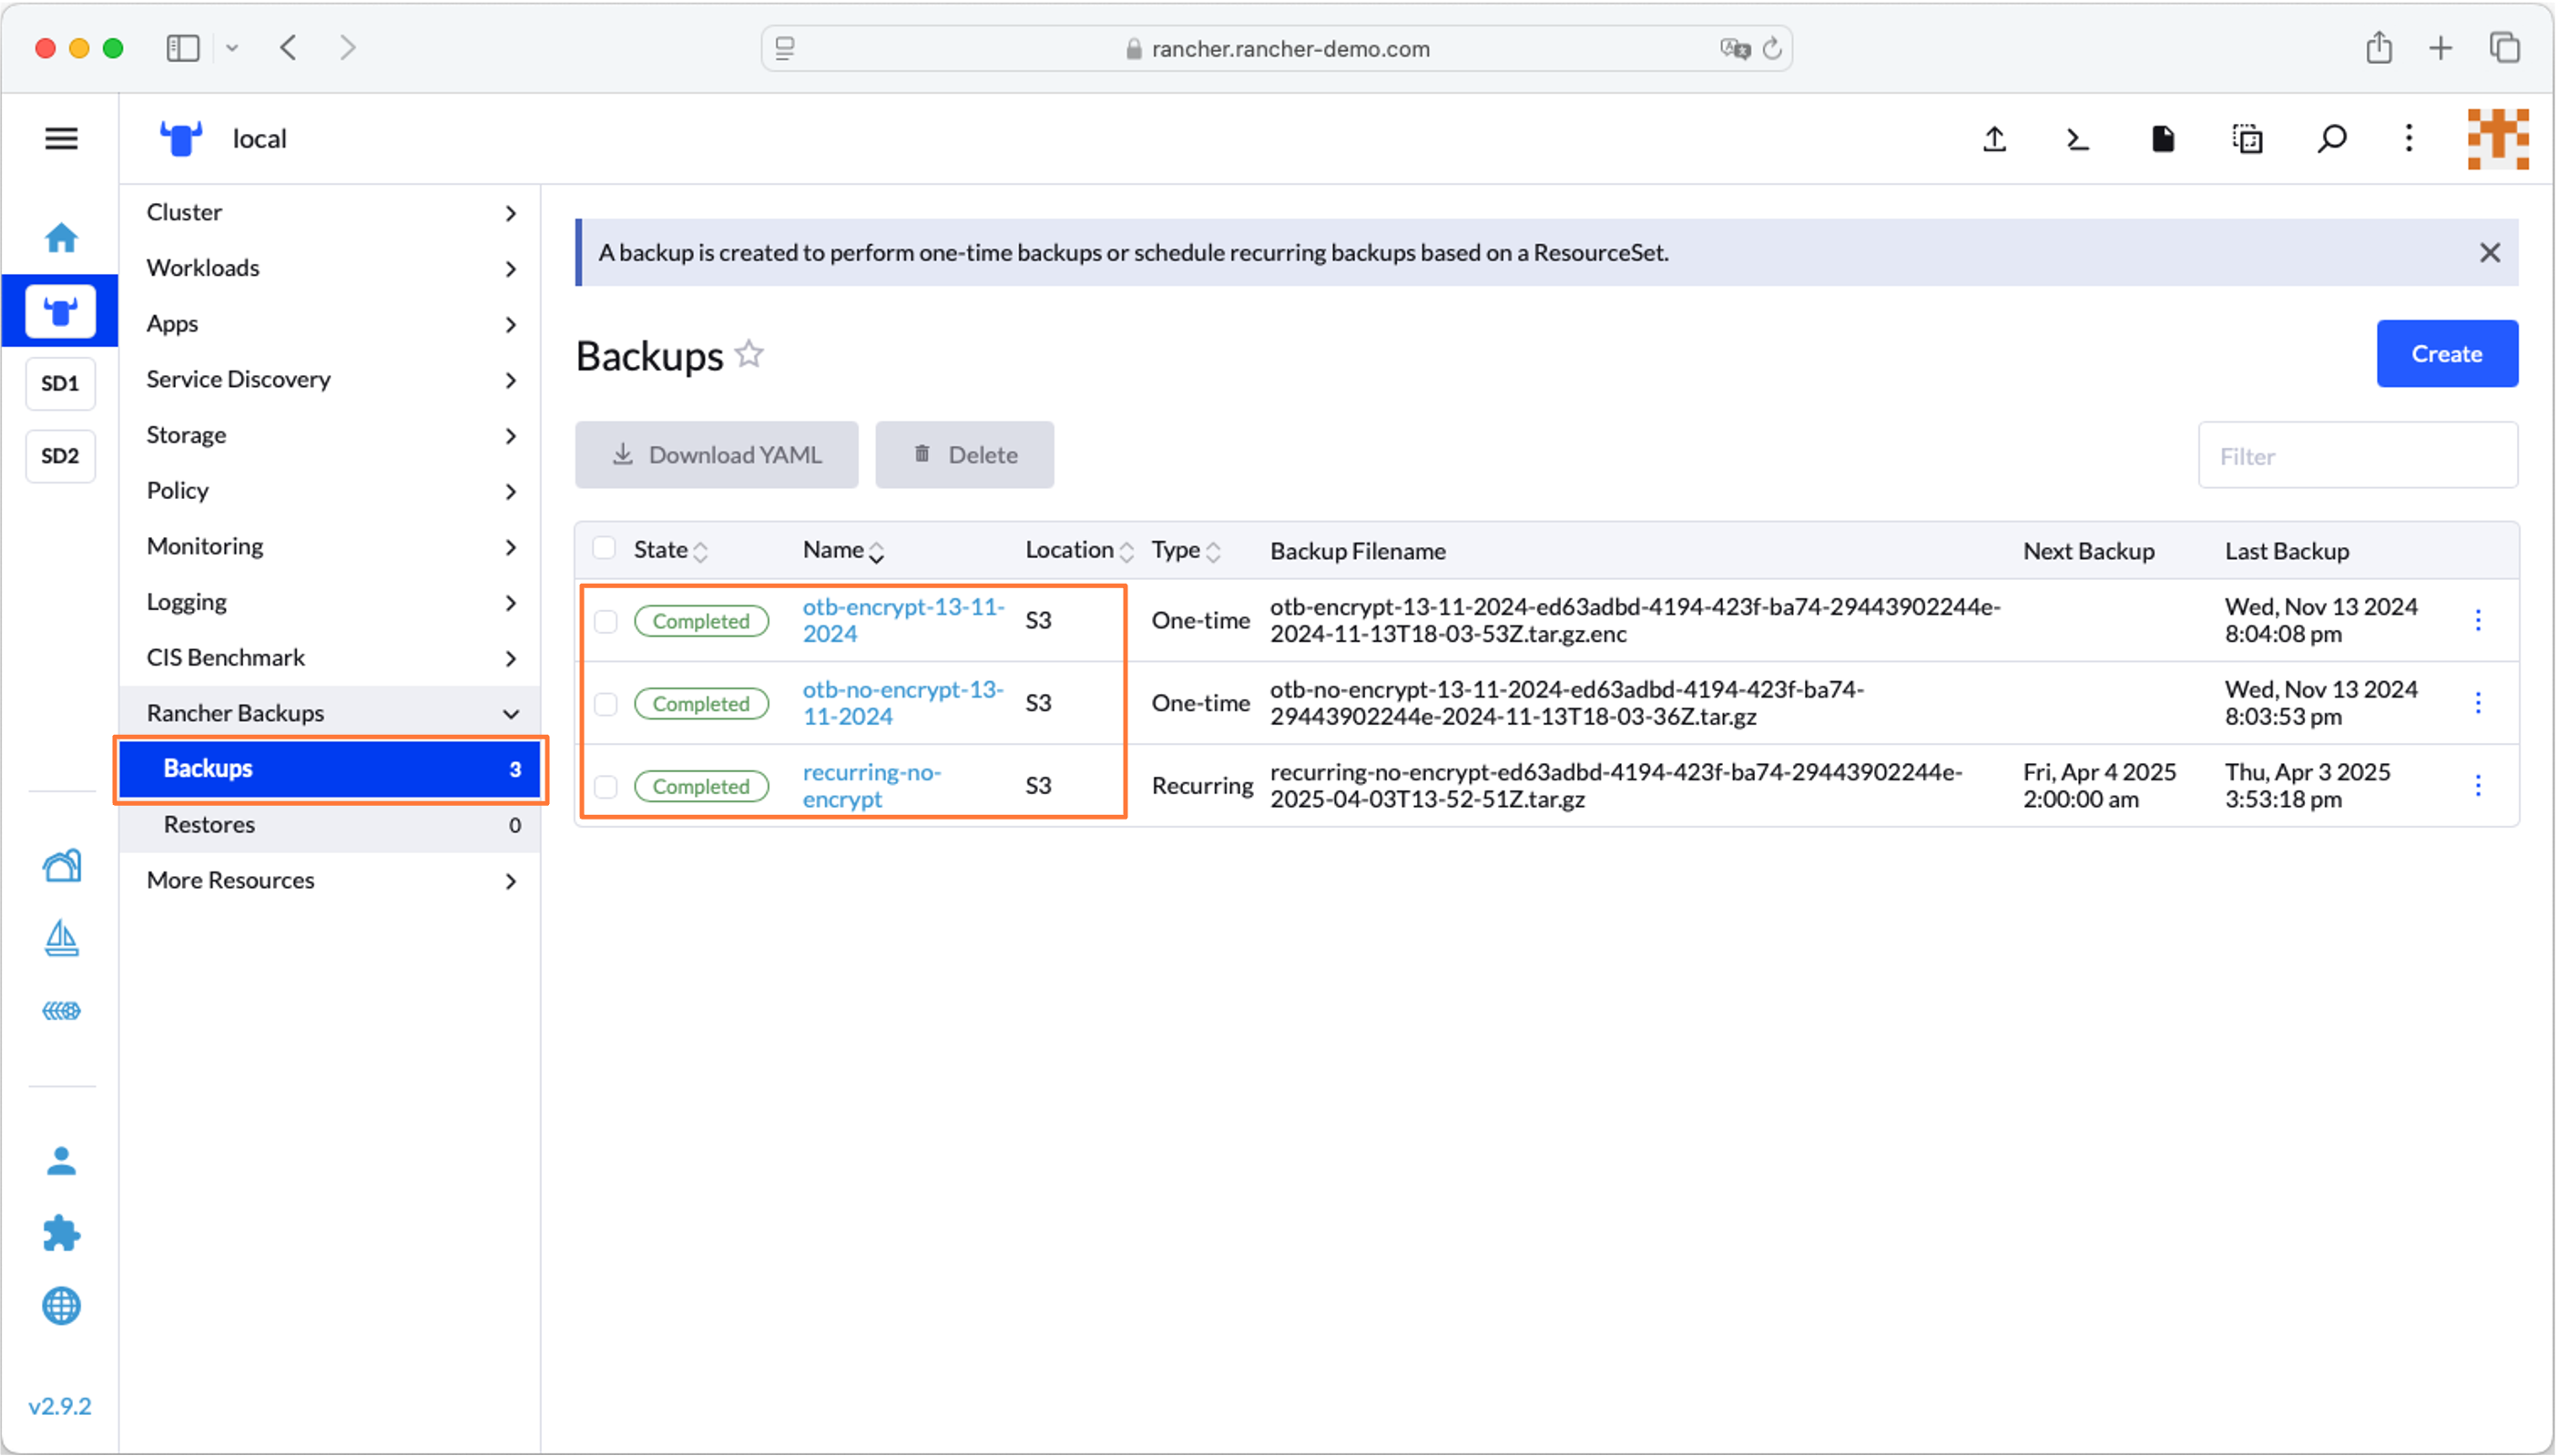 rancher.rancher-demo.com
local
SD1
SD2
v2.9.2
Cluster
Workloads
Apps
Service Discovery
Storage
Policy
Monitoring
Logging
CIS Benchmark
Rancher Backups
Backups 3
Restores 0
More Resources
A backup is created to perform one-time backups or schedule recurring backups based on a ResourceSet.
Backups
Create
Download YAML
Delete
Filter
State Name Location Type Backup Filename Next Backup Last Backup
Completed otb-encrypt-13-11- S3 One-time otb-encrypt-13-11-2024-ed63adbd-4194-423f-ba74-29443902244e- Wed, Nov 13 2024
2024 2024-11-13T18-03-53Z.tar.gz.enc 8:04:08 pm
Completed otb-no-encrypt-13- S3 One-time otb-no-encrypt-13-11-2024-ed63adbd-4194-423f-ba74- Wed, Nov 13 2024
11-2024 29443902244e-2024-11-13T18-03-36Z.tar.gz 8:03:53 pm
Completed recurring-no- S3 Recurring recurring-no-encrypt-ed63adbd-4194-423f-ba74-29443902244e- Fri, Apr 4 2025 Thu, Apr 3 2025
encrypt 2025-04-03T13-52-51Z.tar.gz 2:00:00 am 3:53:18 pm